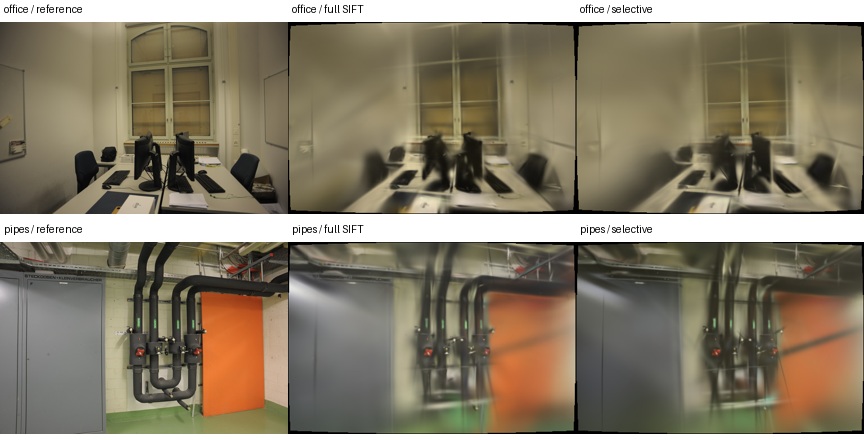 office / reference
office / full SIFT
office / selective
pipes / reference
pipes / full SIFT
pipes / selective